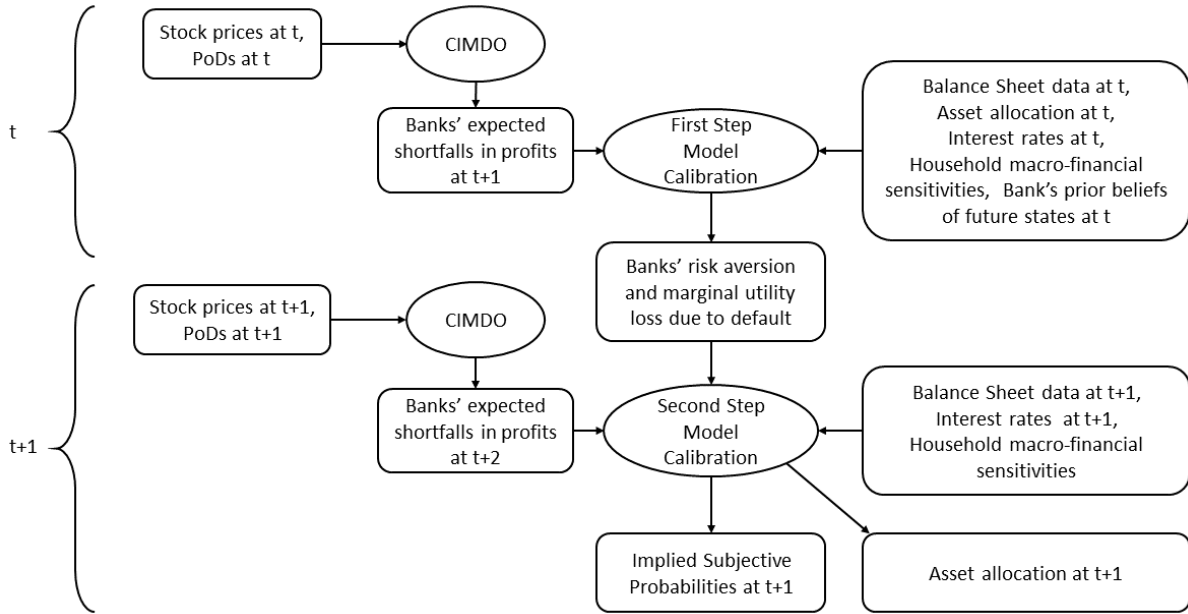 t
Stock prices at t,
PoDs at t
CIMDO
Banks’ expected
shortfalls in profits
at t+1
First Step
Model
Calibration
Balance Sheet data at t,
Asset allocation at t,
Interest rates at t,
Household macro-financial
sensitivities, Bank’s prior beliefs
of future states at t
Banks’ risk aversion
and marginal utility
loss due to default
t+1
Stock prices at t+1,
PoDs at t+1
CIMDO
Banks’ expected
shortfalls in profits
at t+2
Second Step
Model
Calibration
Balance Sheet data at t+1,
Interest rates at t+1,
Household macro-financial
sensitivities
Implied Subjective
Probabilities at t+1
Asset allocation at t+1